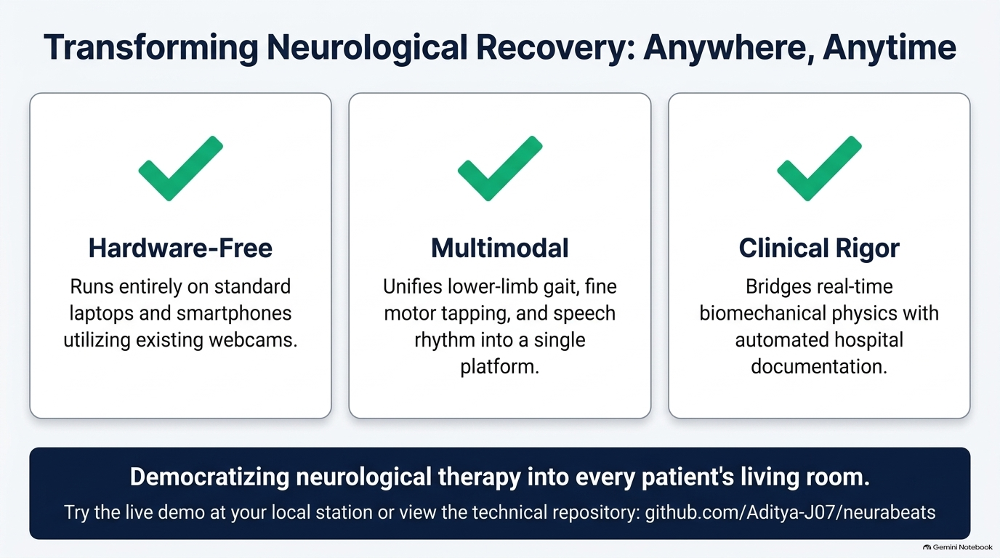 Transforming Neurological Recovery: Anywhere, Anytime
Hardware-Free
Runs entirely on standard
laptops and smartphones
utilizing existing webcams.
Multimodal
Unifies lower-limb gait, fine
motor tapping, and speech
rhythm into a single
platform.
Clinical Rigor
Bridges real-time
biomechanical physics with
automated hospital
documentation.
Democratizing neurological therapy into every patient's living room.
Try the live demo at your local station or view the technical repository: github.com/Aditya-J07/neurabeats
Gemini Notebook